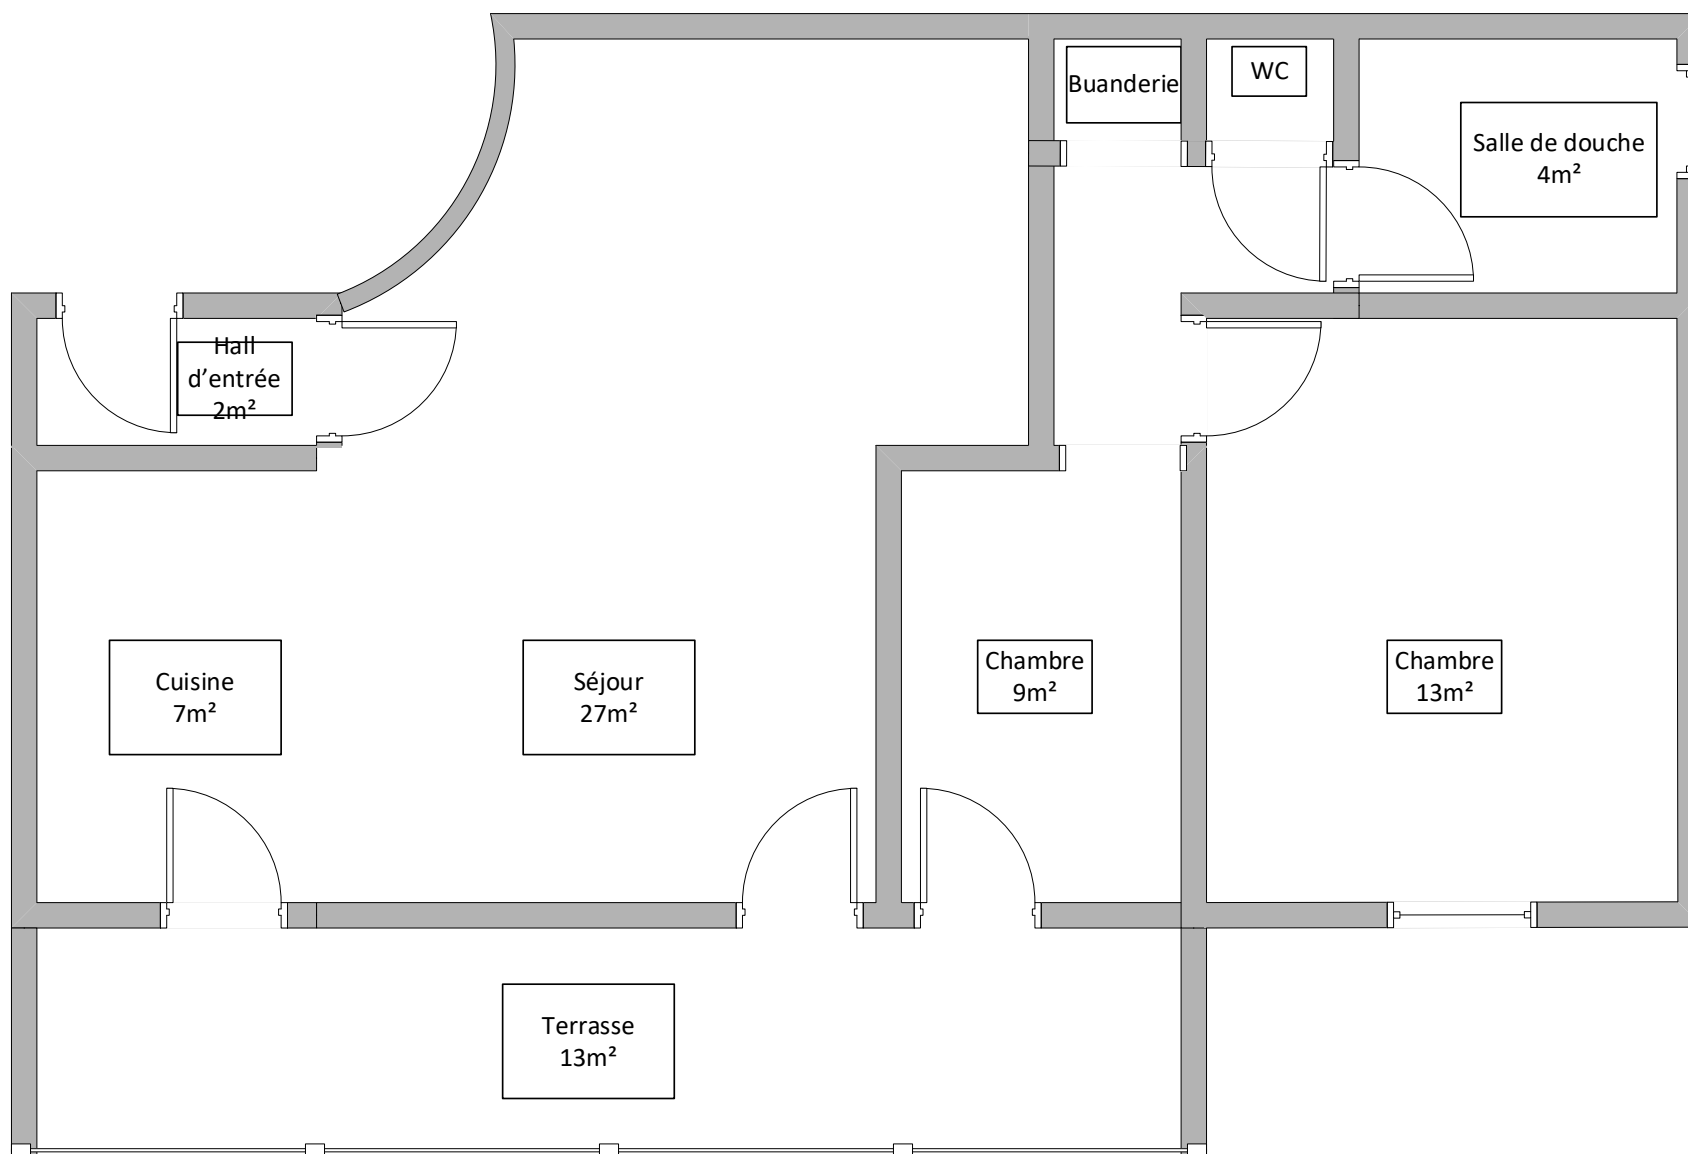 Buanderie
WC
Salle de douche
4m²
Hall
d’entrée
2m²
Cuisine
7m²
Séjour
27m²
Chambre
9m²
Chambre
13m²
Terrasse
13m²